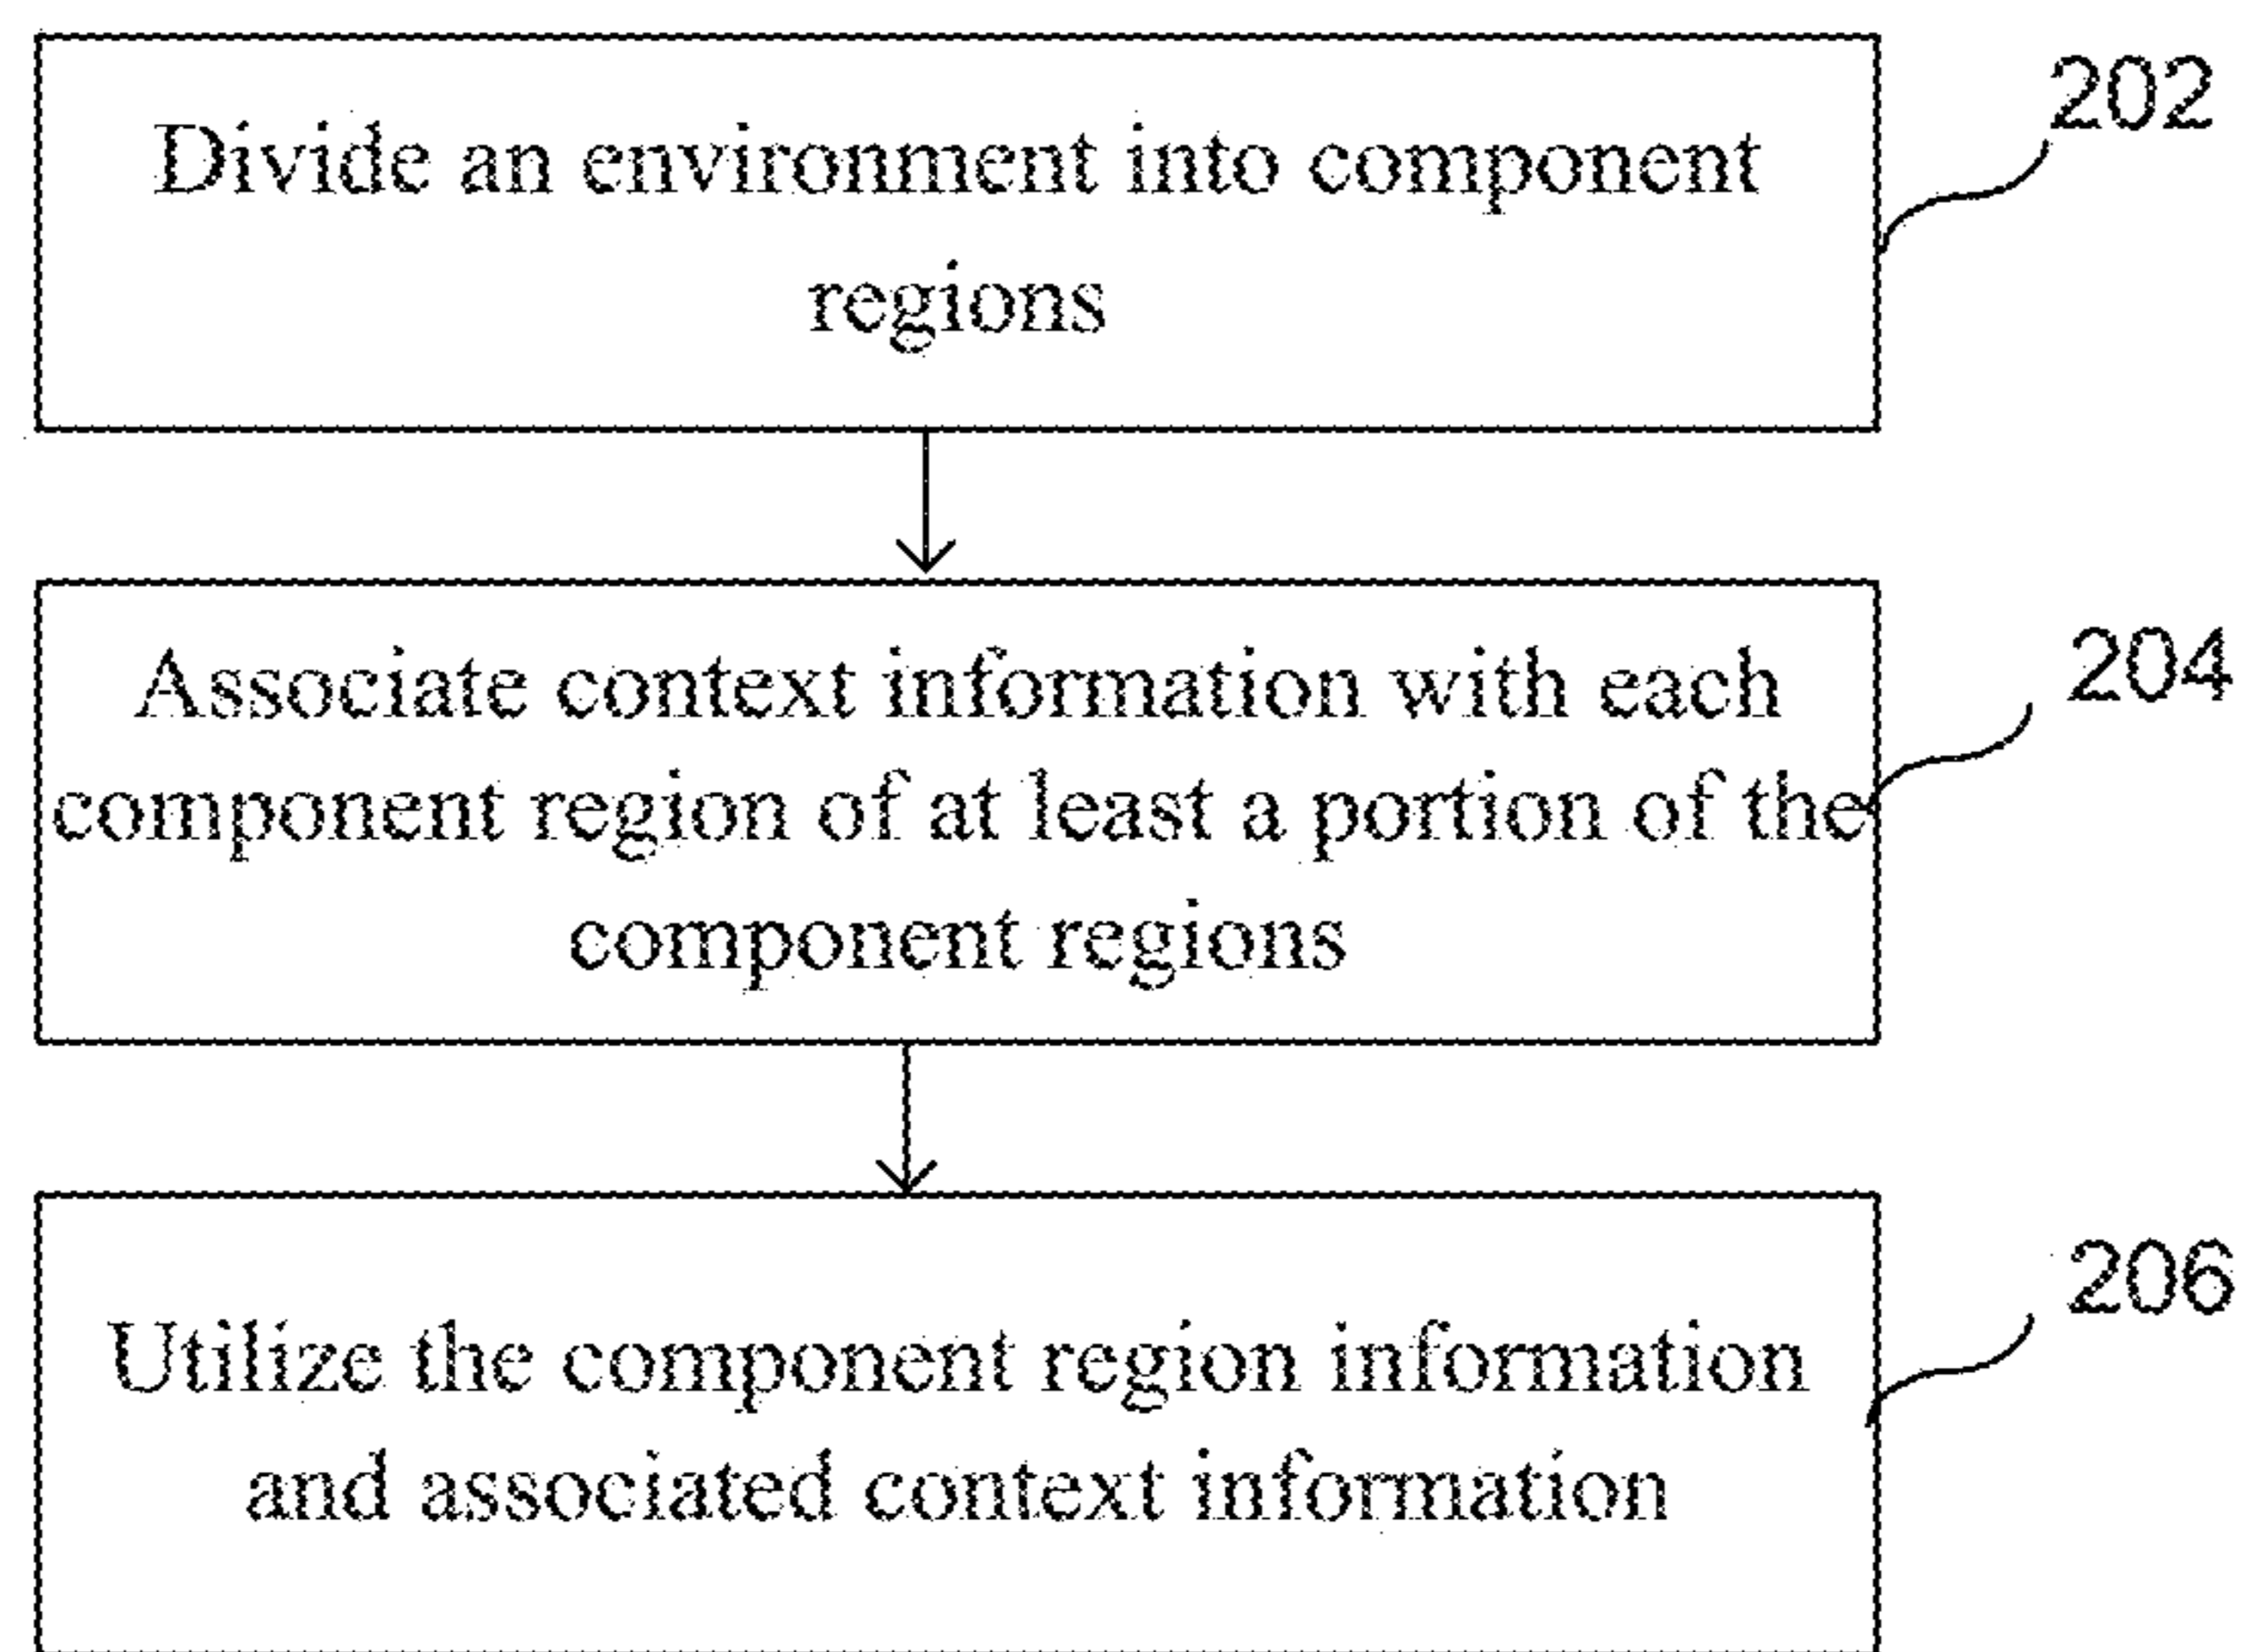 Divide an environment into component
regions
202
Associate context information with each
component region of at least a portion of the
component regions
204
Utilize the component region information
and associated context information
206